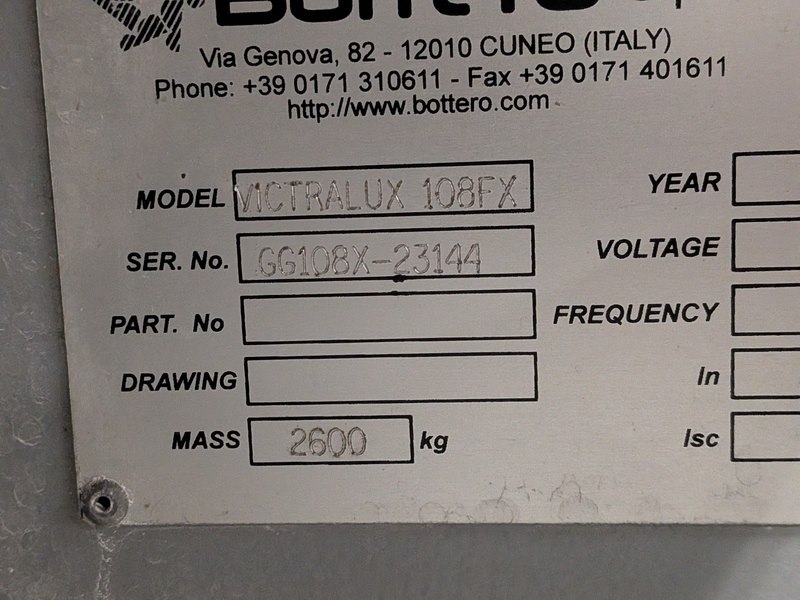 Via Genova, 82 - 12010 CUNEO (ITALY)
Phone: +39 0171 310611 - Fax +39 0171 401611
http://www.bottero.com
MODEL VICTRALUX 108FX YEAR
SER. No. GG108X-23144 VOLTAGE
PART. No FREQUENCY
DRAWING In
MASS 2600 kg Isc